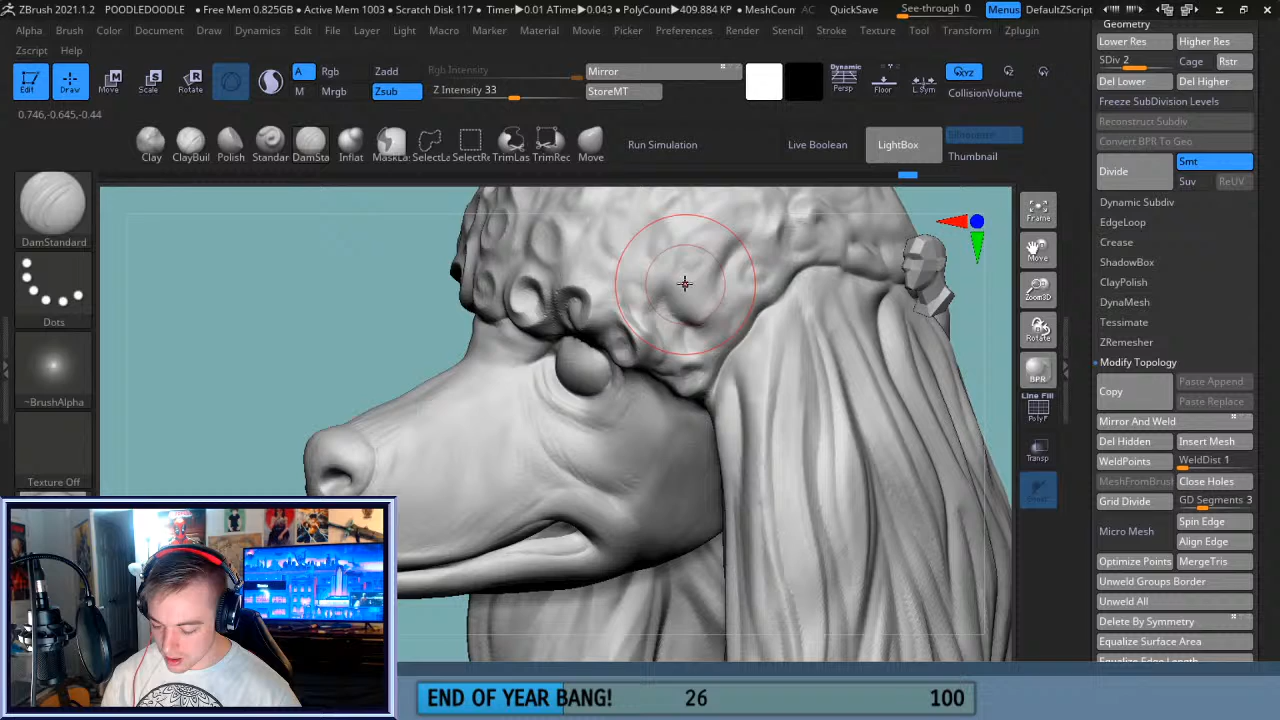 ZBrush 2021.1.2 POODLEDOODLE • Free Mem 0.825GB • Active Mem 1003 • Scratch Disk 117 • Timer▶0.01 ATime▶0.043 • PolyCount▶409.884 KP • MeshCoun AC QuickSave See-through 0 Menus DefaultZScript
Alpha Brush Color Document Draw Dynamics Edit File Layer Light Macro Marker Material Movie Picker Preferences Render Stencil Stroke Texture Tool Transform Zplugin
Zscript Help
Edit Draw Move Scale Rotate
A Rgb Zadd Rgb Intensity Mirror
M Mrgb Zsub Z Intensity 33 StoreMT
Dynamic
Persp Floor L.Sym XYZ
CollisionVolume
0.746,-0.645,-0.44
Clay ClayBuil Polish Standar DamSta Inflat MaskLa SelectLa SelectRe TrimLas TrimRec Move Run Simulation Live Boolean LightBox
Thumbnail
DamStandard
Dots
~BrushAlpha
Texture Off
Frame
Move
Zoom3D
Rotate
BPR
Line Fill
PolyF
Transp
Geometry
Lower Res Higher Res
SDiv 2 Cage Rstr
Del Lower Del Higher
Freeze SubDivision Levels
Reconstruct Subdiv
Convert BPR To Geo
Divide Smt
Suv ReUV
Dynamic Subdiv
EdgeLoop
Crease
ShadowBox
ClayPolish
DynaMesh
Tessimate
ZRemesher
Modify Topology
Copy Paste Append
Paste Replace
Mirror And Weld
Del Hidden Insert Mesh
WeldPoints WeldDist 1
MeshFromBrush Close Holes
Grid Divide GD Segments 3
Micro Mesh Spin Edge
Align Edge
Optimize Points MergeTris
Unweld Groups Border
Unweld All
Delete By Symmetry
Equalize Surface Area
END OF YEAR BANG! 26 100